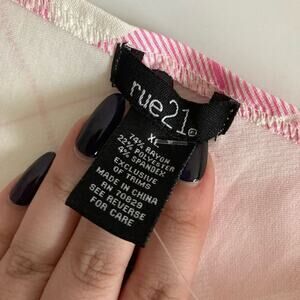 rue21®
XL
74% RAYON
22% POLYESTER
4% SPANDEX
EXCLUSIVE
OF TRIMS
MADE IN CHINA
RN 70829
SEE REVERSE
FOR CARE